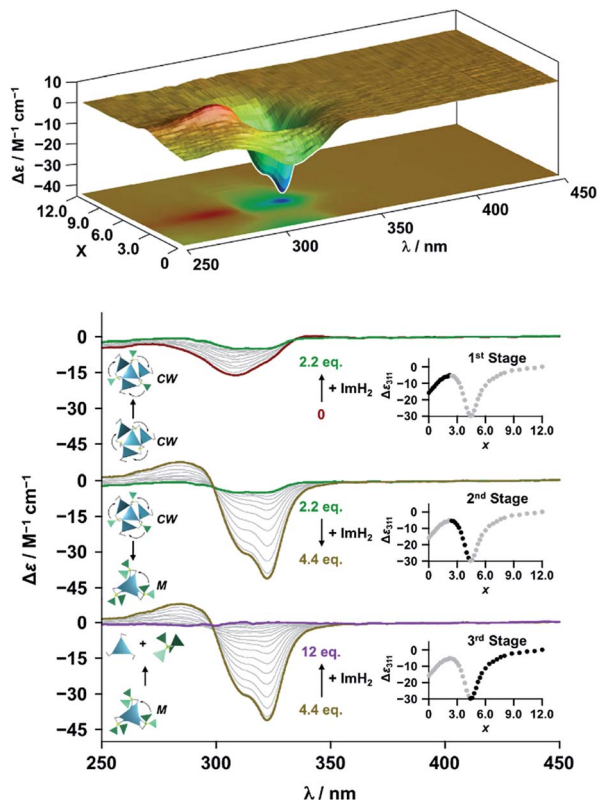 Δε / M⁻¹ cm⁻¹
10
0
−10
−20
−30
−40
12.0
9.0
6.0
3.0
0
X
250
300
350
400
450
λ / nm
0
−15
−30
−45
CW
CW
2.2 eq.
+ ImH₂
0
1ˢᵗ Stage
Δε₃₁₁
0
−10
−20
−30
0 3.0 6.0 9.0 12.0
x
0
−15
−30
−45
CW
M
2.2 eq.
+ ImH₂
4.4 eq.
2ⁿᵈ Stage
Δε₃₁₁
0
−10
−20
−30
0 3.0 6.0 9.0 12.0
x
Δε / M⁻¹ cm⁻¹
0
−15
−30
−45
+
M
12 eq.
+ ImH₂
4.4 eq.
3ʳᵈ Stage
Δε₃₁₁
0
−10
−20
−30
0 3.0 6.0 9.0 12.0
x
250 300 350 400 450
λ / nm